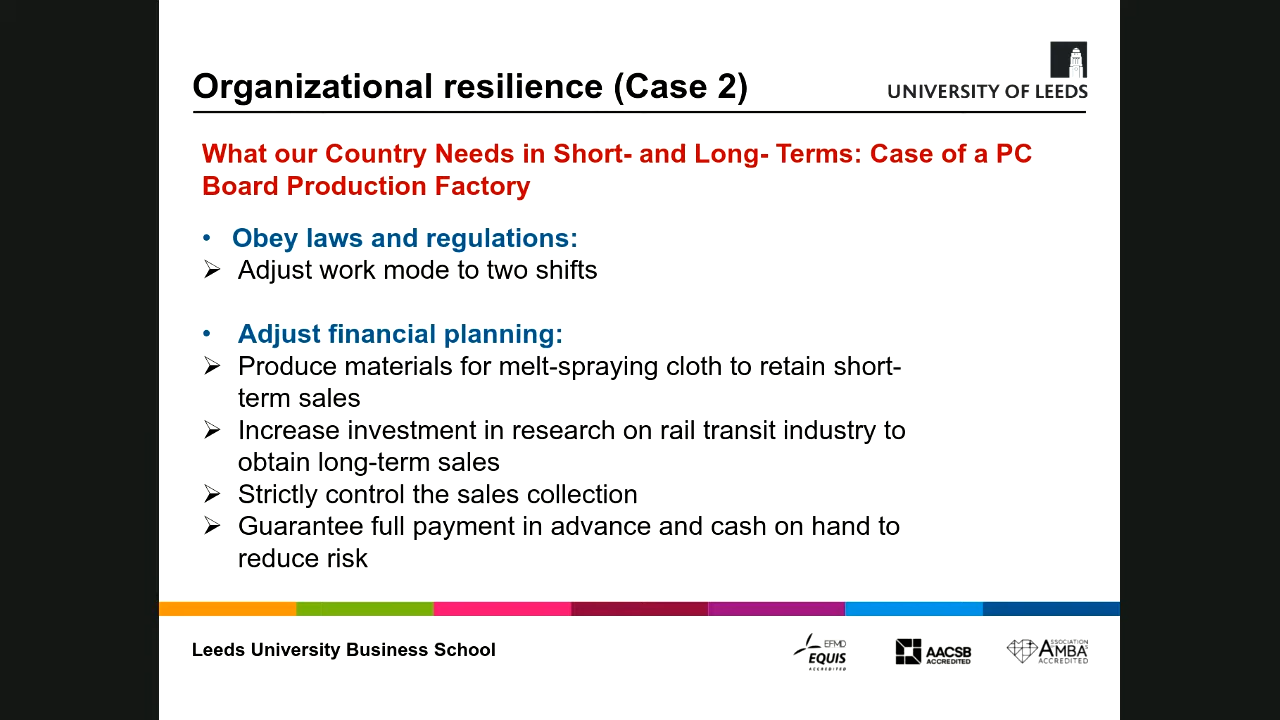 Organizational resilience (Case 2)
UNIVERSITY OF LEEDS
What our Country Needs in Short- and Long- Terms: Case of a PC
Board Production Factory
• Obey laws and regulations:
➢ Adjust work mode to two shifts
• Adjust financial planning:
➢ Produce materials for melt-spraying cloth to retain short-
term sales
➢ Increase investment in research on rail transit industry to
obtain long-term sales
➢ Strictly control the sales collection
➢ Guarantee full payment in advance and cash on hand to
reduce risk
Leeds University Business School
EFMD
EQUIS
ACCREDITED
AACSB
ACCREDITED
ASSOCIATION
AMBA
ACCREDITED